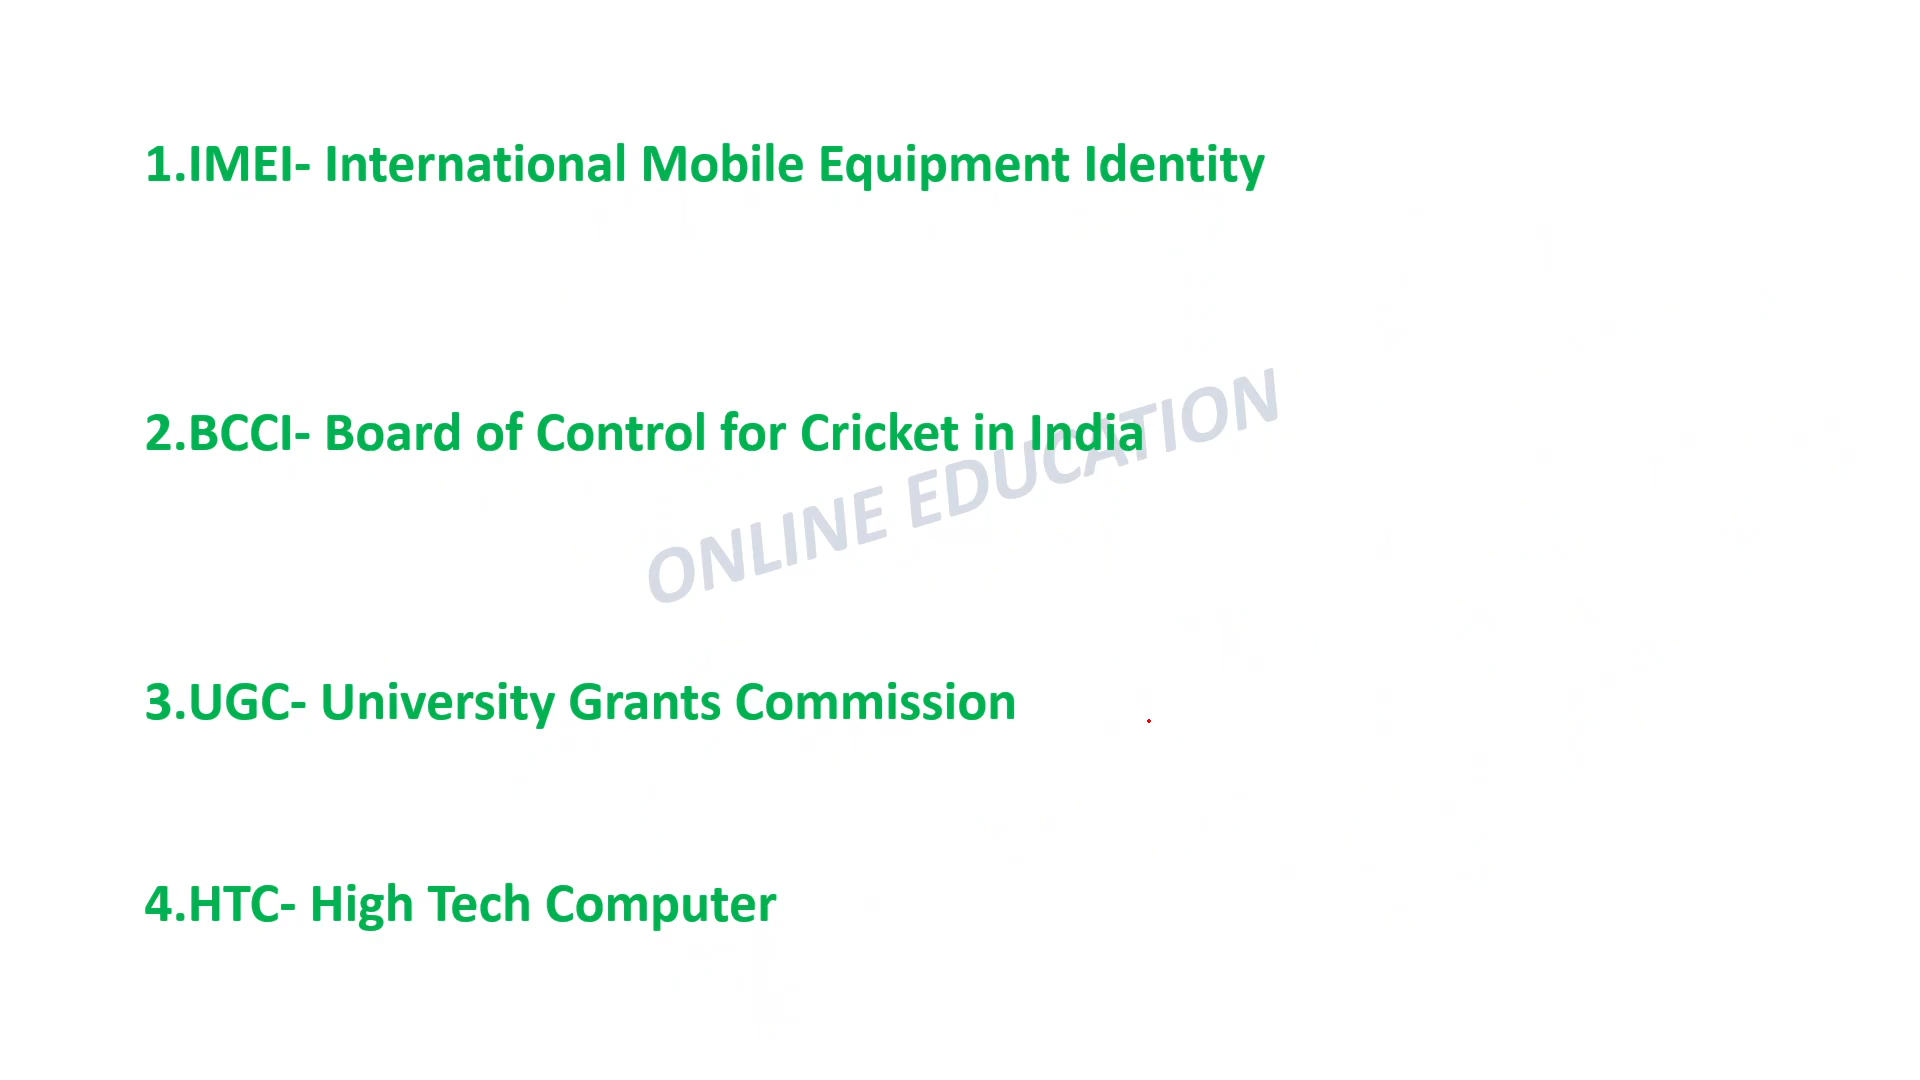 1.IMEI- International Mobile Equipment Identity
2.BCCI- Board of Control for Cricket in India
ONLINE EDUCATION
3.UGC- University Grants Commission
4.HTC- High Tech Computer